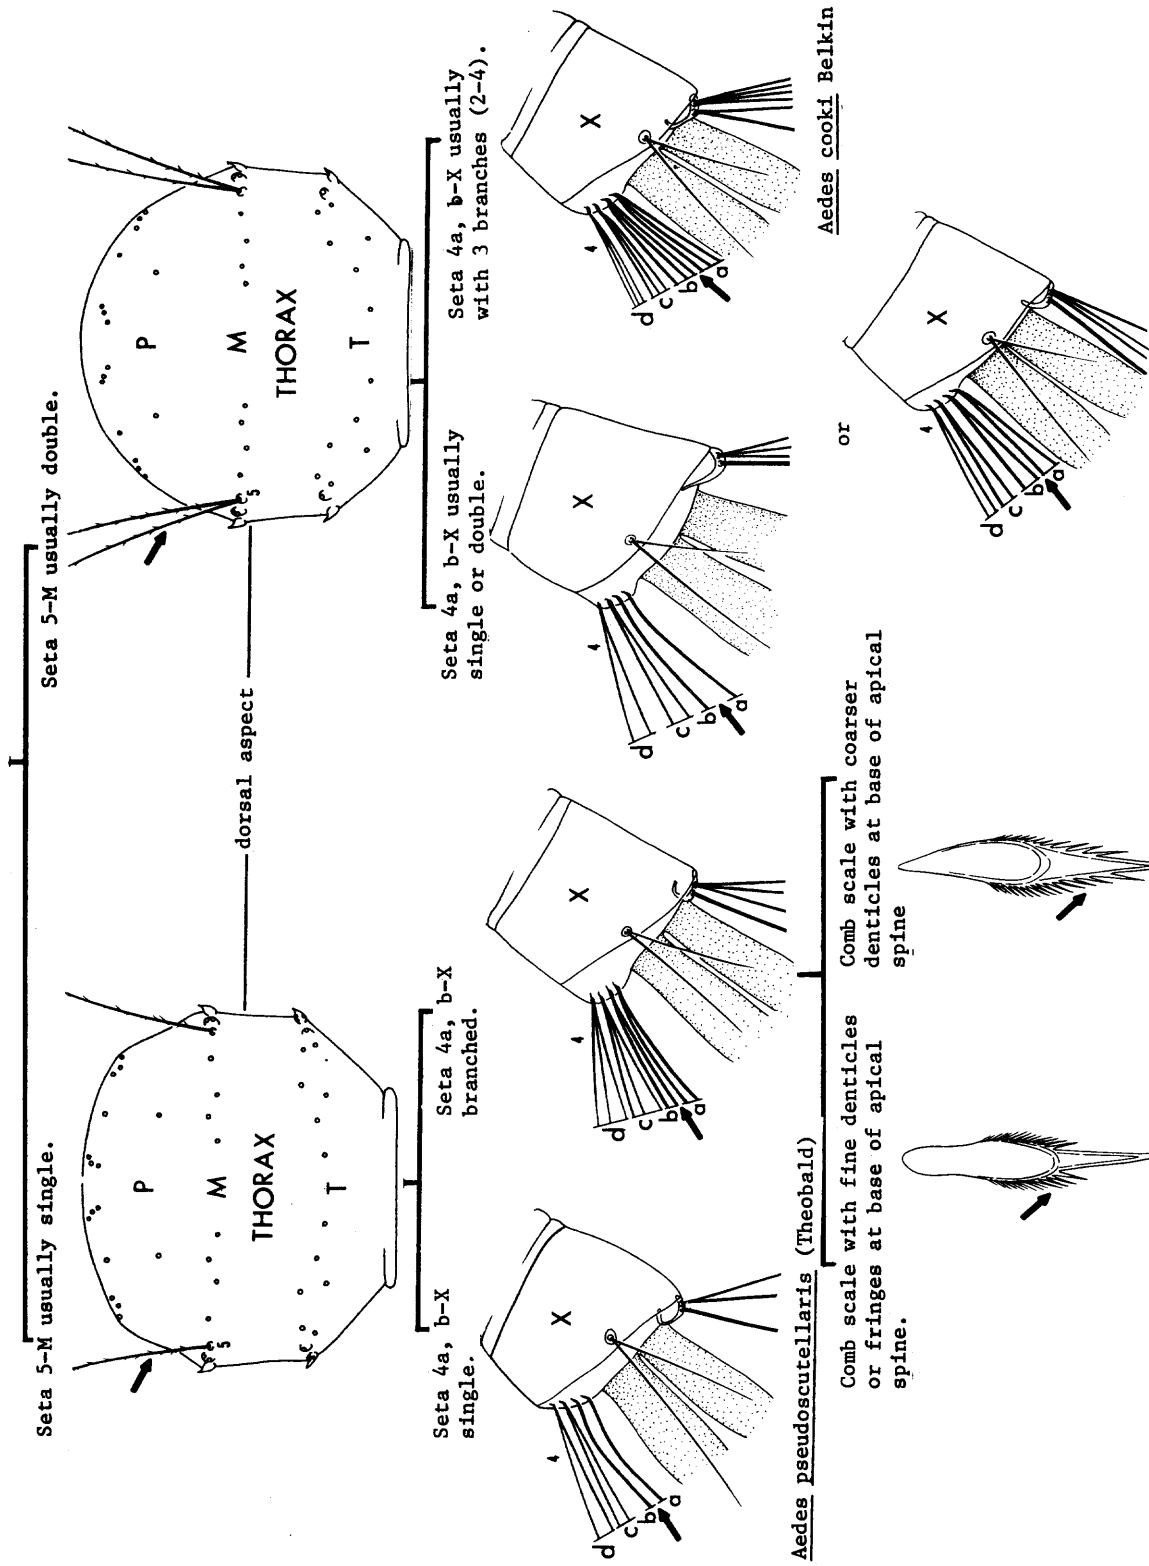 Seta 5-M usually single.
Seta 5-M usually double.
P
M
THORAX
T
5
dorsal aspect
P
M
THORAX
T
5
Seta 4a, b-X
single.
Seta 4a, b-X
branched.
Seta 4a, b-X usually
single or double.
Seta 4a, b-X usually
with 3 branches (2-4).
X
4
d
c
b
a
X
4
d
c
b
a
X
4
d
c
b
a
X
4
d
c
b
a
Aedes pseudoscutellaris (Theobald)
or
Aedes cooki Belkin
Comb scale with fine denticles
or fringes at base of apical
spine.
Comb scale with coarser
denticles at base of apical
spine
X
4
d
c
b
a